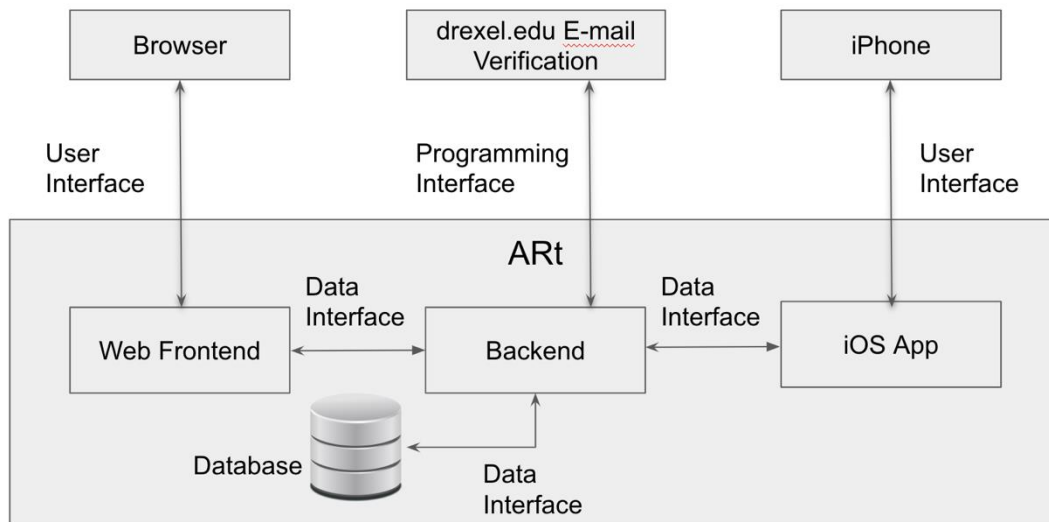 Browser
drexel.edu E-mail
Verification
iPhone
User
Interface
Programming
Interface
User
Interface
ARt
Data
Interface
Data
Interface
Web Frontend
Backend
iOS App
Database
Data
Interface